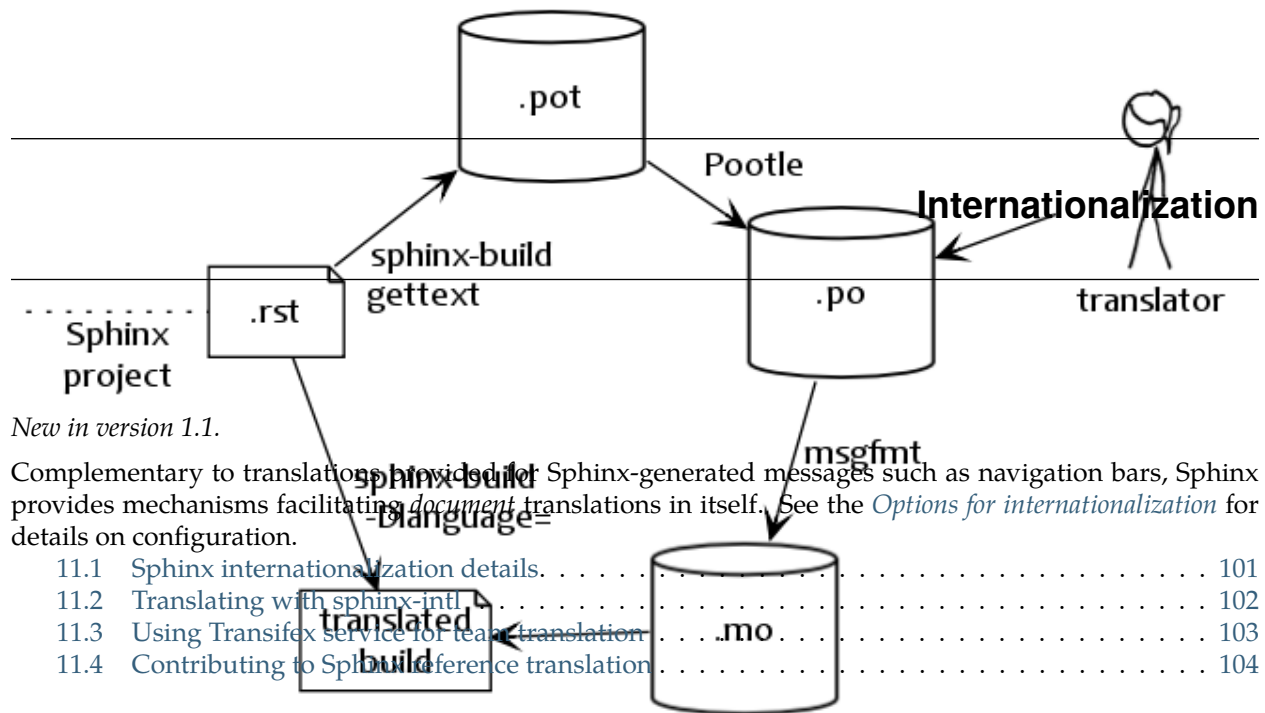 .pot
Pootle
Internationalization
sphinx-build
gettext
.rst
.po
translator
Sphinx
project
New in version 1.1.
msgfmt
Complementary to translations provided for Sphinx-generated messages such as navigation bars, Sphinx
provides mechanisms facilitating document translations in itself. See the Options for internationalization for
details on configuration.
sphinx-build
-Dlanguage=
11.1 Sphinx internationalization details. . . . . . . . . . . . . . . . . . . . . . . . . . . . . . . . . . . . 101
11.2 Translating with sphinx-intl . . . . . . . . . . . . . . . . . . . . . . . . . . . . . . . . . . . . . . . 102
11.3 Using Transifex service for team translation . . . . . . . . . . . . . . . . . . . . . . . . . . . . . 103
11.4 Contributing to Sphinx reference translation . . . . . . . . . . . . . . . . . . . . . . . . . . . . . 104
translated
build
.mo